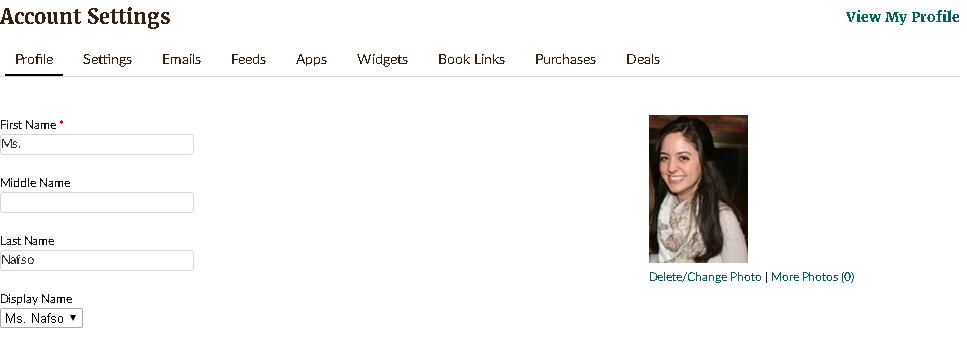 Account Settings
View My Profile
Profile Settings Emails Feeds Apps Widgets Book Links Purchases Deals
First Name *
Ms.
Middle Name
Last Name
Nafso
Display Name
Ms. Nafso ▼
Delete/Change Photo | More Photos (0)